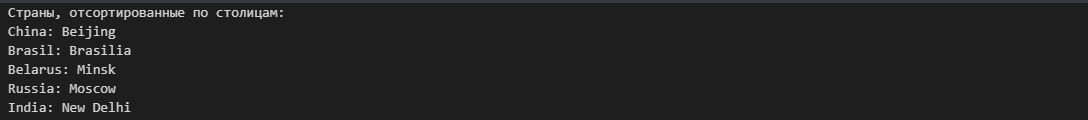 Страны, отсортированные по столицам:
China: Beijing
Brasil: Brasilia
Belarus: Minsk
Russia: Moscow
India: New Delhi